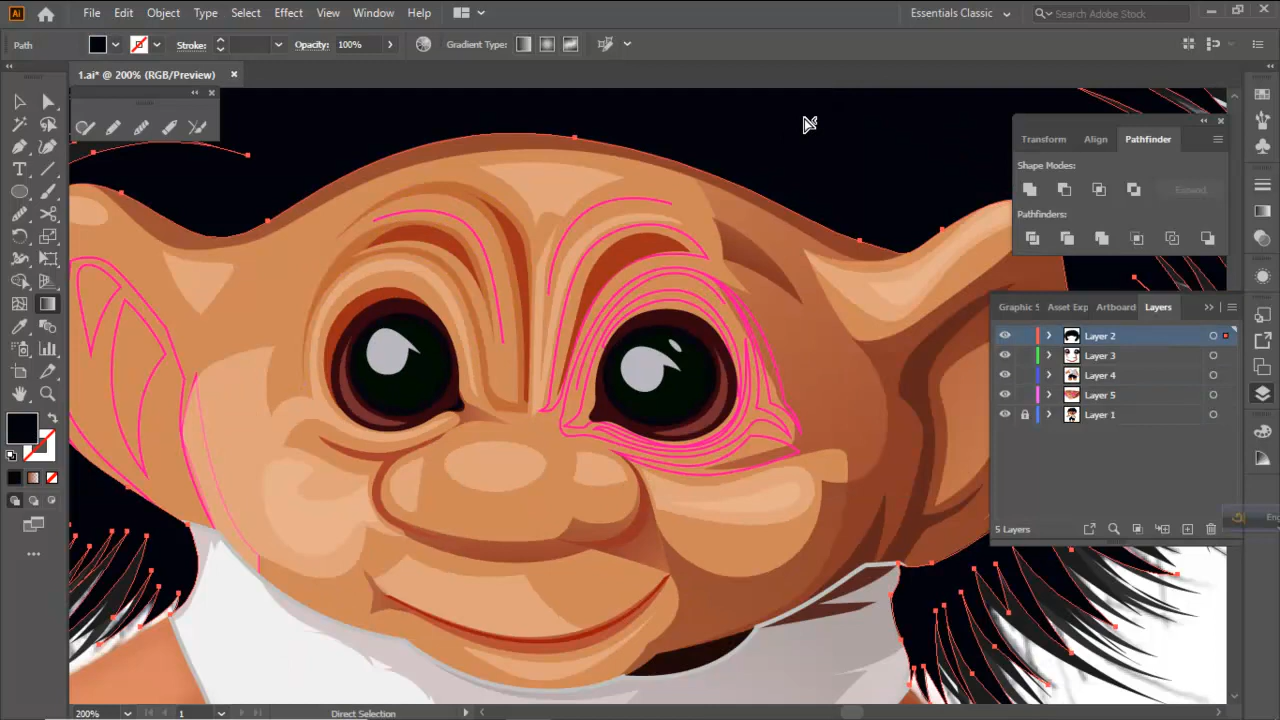 Ai File Edit Object Type Select Effect View Window Help Essentials Classic Search Adobe Stock
Path Stroke: Opacity: 100% Gradient Type:
1.ai* @ 200% (RGB/Preview)
Transform Align Pathfinder
Shape Modes:
Expand
Pathfinders:
Graphic S Asset Exp Artboard Layers
Layer 2
Layer 3
Layer 4
Layer 5
Layer 1
Eng
5 Layers
200% 1 Direct Selection